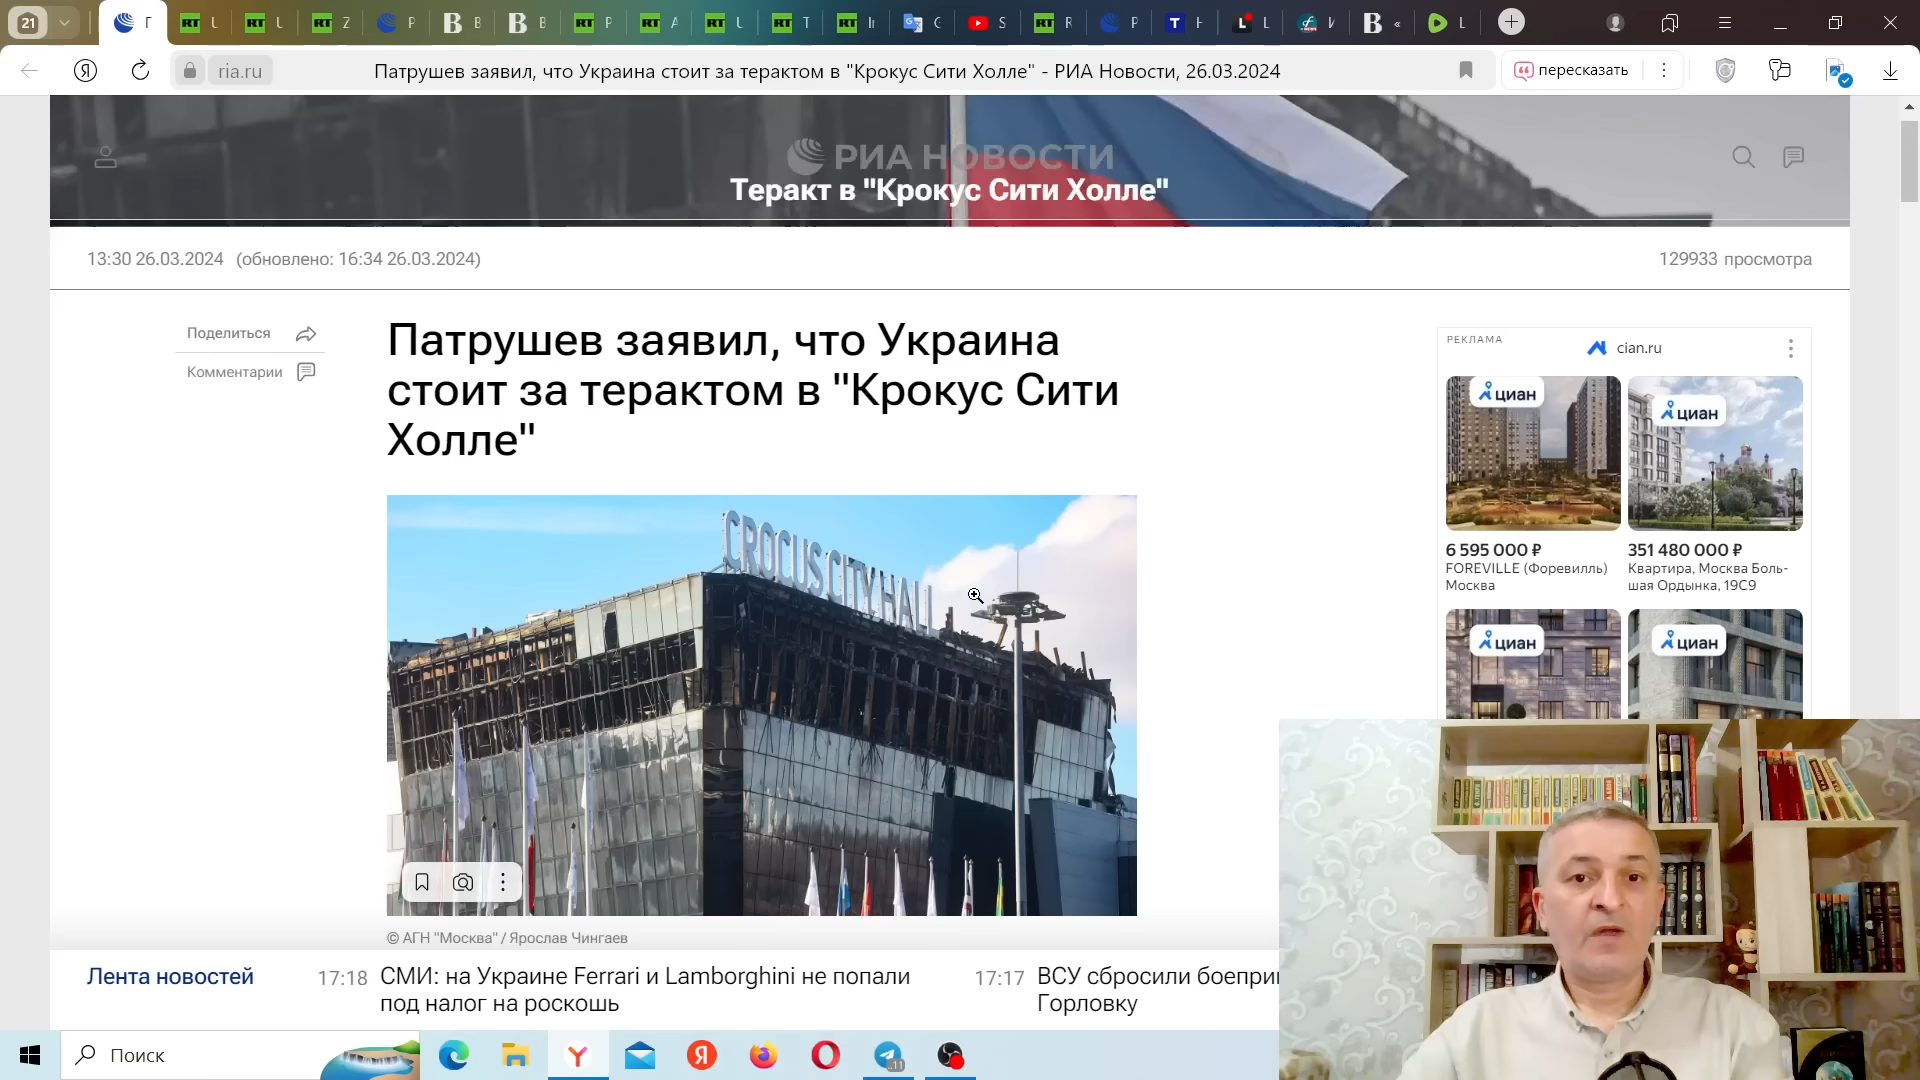 21
Г
U
U
Z
Р
В
В
Р
А
U
T
Ir
С
S
R
Р
Н
L
И
«
L
ria.ru
Патрушев заявил, что Украина стоит за терактом в "Крокус Сити Холле" - РИА Новости, 26.03.2024
пересказать
РИА НОВОСТИ
Теракт в "Крокус Сити Холле"
13:30 26.03.2024 (обновлено: 16:34 26.03.2024)
129933 просмотра
Поделиться
Комментарии
Патрушев заявил, что Украина
стоит за терактом в "Крокус Сити
Холле"
CROCUS CITY HALL
© АГН "Москва" / Ярослав Чингаев
РЕКЛАМА
cian.ru
циан
циан
6 595 000 ₽
FOREVILLE (Форевилль)
Москва
351 480 000 ₽
Квартира, Москва Боль-
шая Ордынка, 19С9
циан
циан
Лента новостей
17:18
СМИ: на Украине Ferrari и Lamborghini не попали
под налог на роскошь
17:17
ВСУ сбросили боеприп
Горловку
Поиск
11